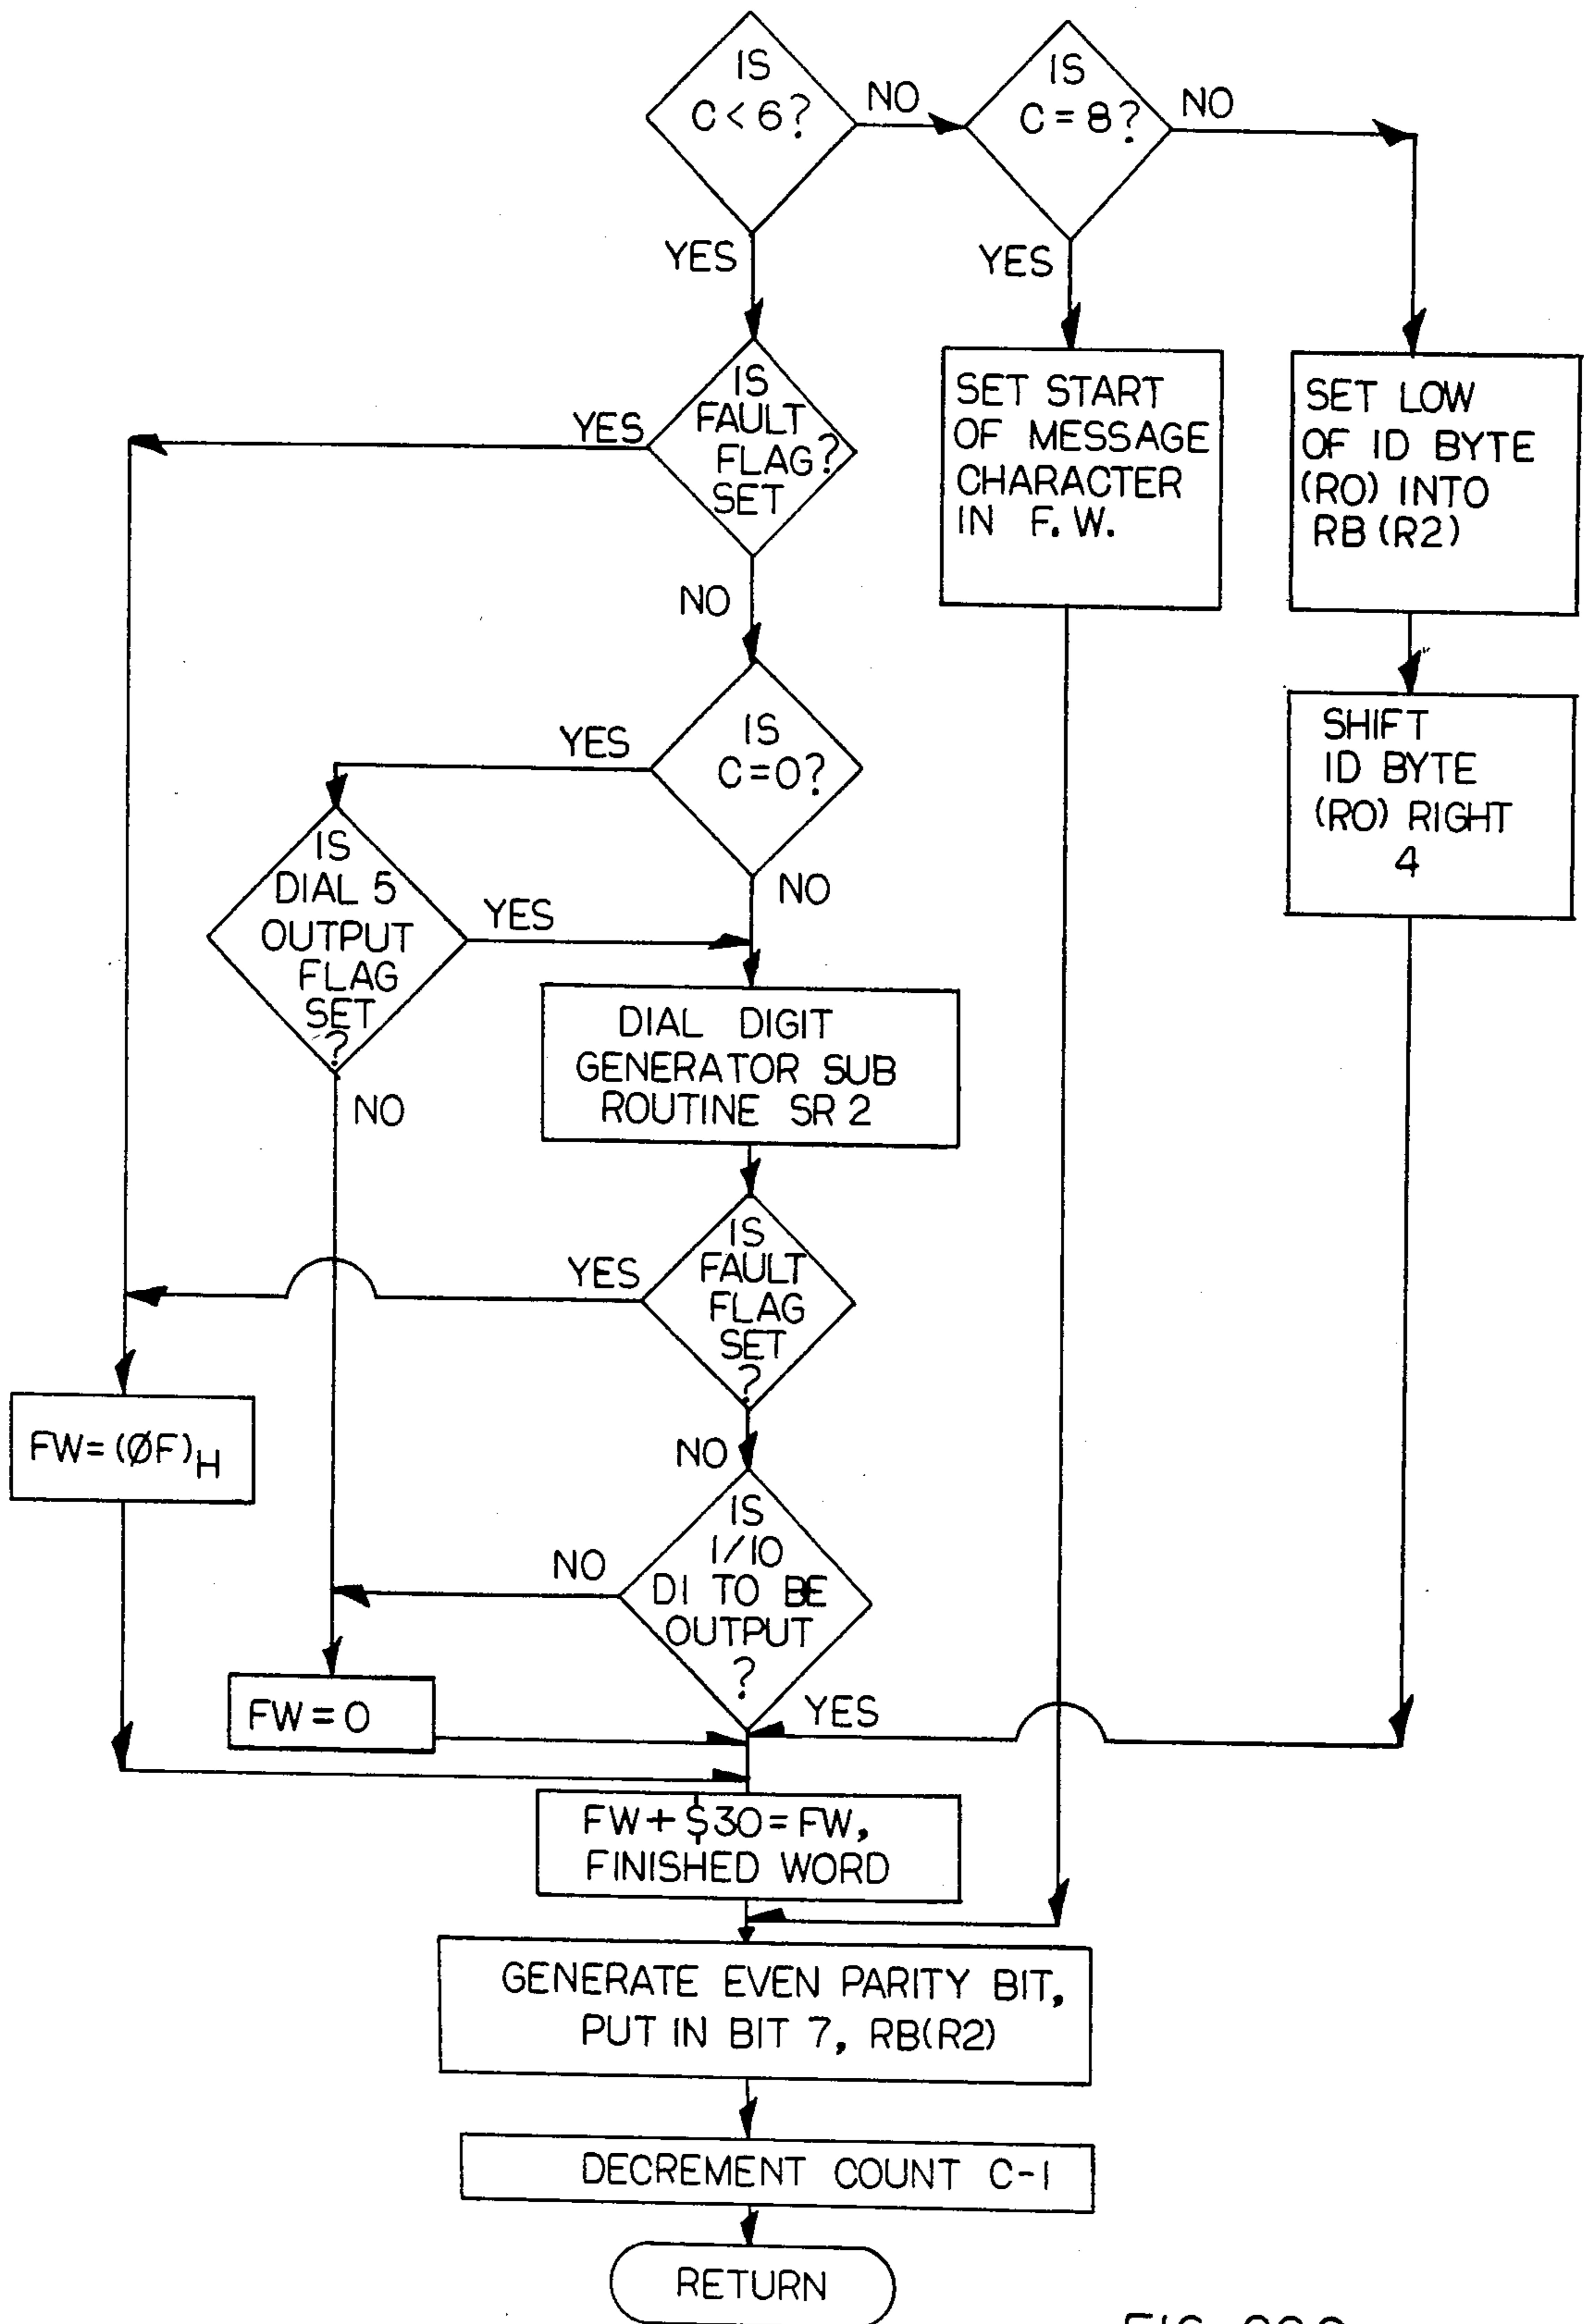 IS
C < 6?
NO
IS
C = 8?
NO
YES
YES
IS
FAULT
FLAG?
SET
YES
NO
SET START
OF MESSAGE
CHARACTER
IN F.W.
SET LOW
OF ID BYTE
(RO) INTO
RB (R2)
SHIFT
ID BYTE
(RO) RIGHT
4
IS
C=0?
YES
NO
IS
DIAL 5
OUTPUT
FLAG
SET
?
YES
NO
DIAL DIGIT
GENERATOR SUB
ROUTINE SR 2
IS
FAULT
FLAG
SET
?
YES
NO
FW=(ØF)H
IS
1/10
D1 TO BE
OUTPUT
?
NO
YES
FW=0
FW+$30=FW,
FINISHED WORD
GENERATE EVEN PARITY BIT,
PUT IN BIT 7, RB(R2)
DECREMENT COUNT C-1
RETURN